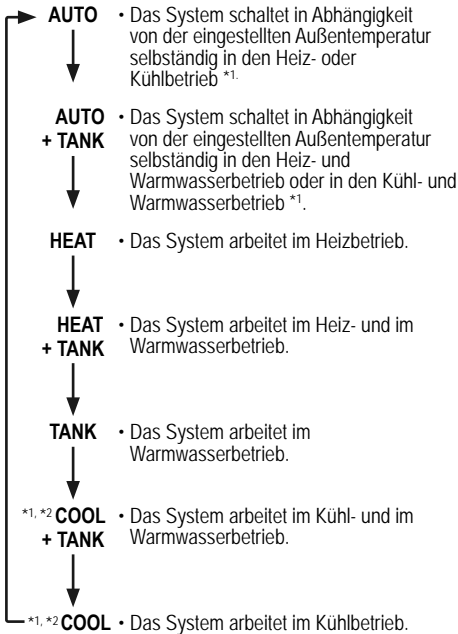 AUTO • Das System schaltet in Abhängigkeit
von der eingestellten Außentemperatur
selbständig in den Heiz- oder
Kühlbetrieb *1.
AUTO • Das System schaltet in Abhängigkeit
+ TANK von der eingestellten Außentemperatur
selbständig in den Heiz- und
Warmwasserbetrieb oder in den Kühl- und
Warmwasserbetrieb *1.
HEAT • Das System arbeitet im Heizbetrieb.
HEAT • Das System arbeitet im Heiz- und im
+ TANK Warmwasserbetrieb.
TANK • Das System arbeitet im
Warmwasserbetrieb.
*1, *2 COOL • Das System arbeitet im Kühl- und im
+ TANK Warmwasserbetrieb.
*1, *2 COOL • Das System arbeitet im Kühlbetrieb.